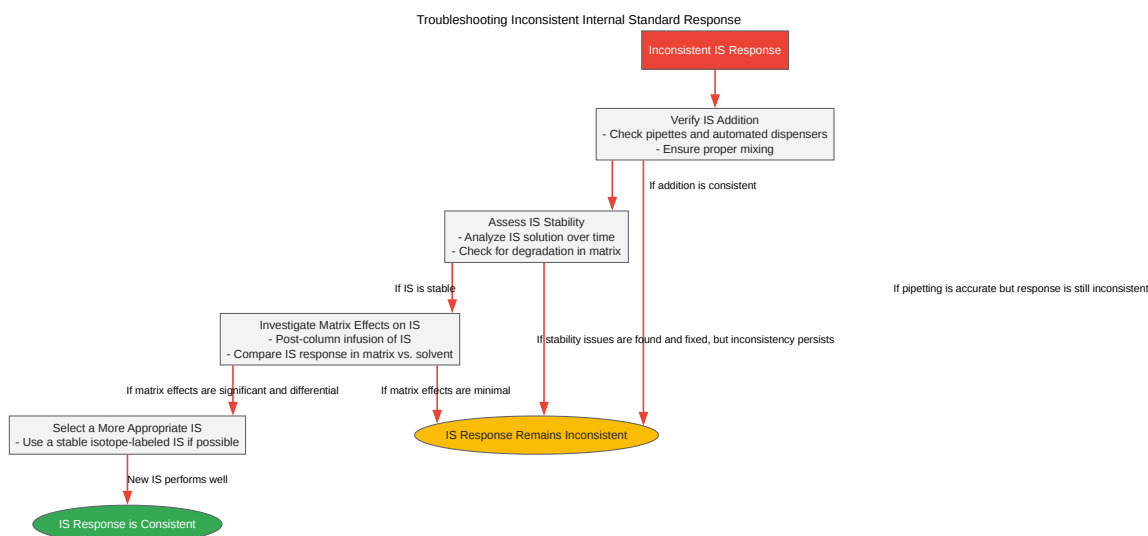 Troubleshooting Inconsistent Internal Standard Response
Inconsistent IS Response
Verify IS Addition
- Check pipettes and automated dispensers
- Ensure proper mixing
If addition is consistent
Assess IS Stability
- Analyze IS solution over time
- Check for degradation in matrix
If IS is stable
If pipetting is accurate but response is still inconsistent
Investigate Matrix Effects on IS
- Post-column infusion of IS
- Compare IS response in matrix vs. solvent
If stability issues are found and fixed, but inconsistency persists
If matrix effects are significant and differential
If matrix effects are minimal
Select a More Appropriate IS
- Use a stable isotope-labeled IS if possible
IS Response Remains Inconsistent
New IS performs well
IS Response is Consistent